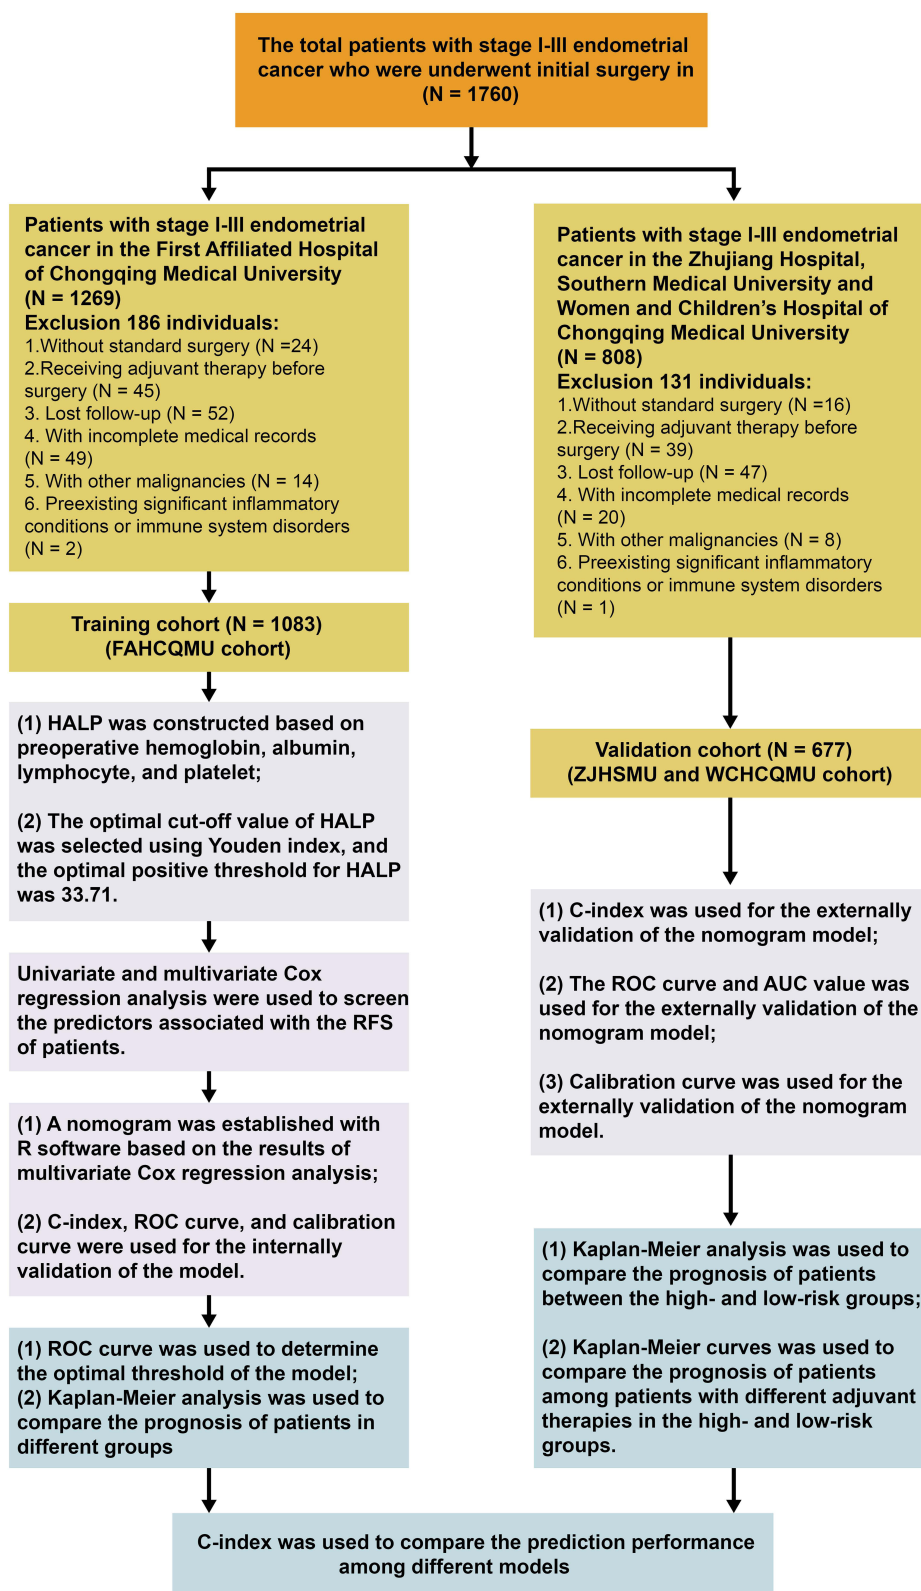 The total patients with stage I-III endometrial
cancer who were underwent initial surgery in
(N = 1760)
Patients with stage I-III endometrial
cancer in the First Affiliated Hospital
of Chongqing Medical University
(N = 1269)
Exclusion 186 individuals:
1.Without standard surgery (N =24)
2.Receiving adjuvant therapy before
surgery (N = 45)
3. Lost follow-up (N = 52)
4. With incomplete medical records
(N = 49)
5. With other malignancies (N = 14)
6. Preexisting significant inflammatory
conditions or immune system disorders
(N = 2)
Training cohort (N = 1083)
(FAHCQMU cohort)
(1) HALP was constructed based on
preoperative hemoglobin, albumin,
lymphocyte, and platelet;
(2) The optimal cut-off value of HALP
was selected using Youden index, and
the optimal positive threshold for HALP
was 33.71.
Univariate and multivariate Cox
regression analysis were used to screen
the predictors associated with the RFS
of patients.
(1) A nomogram was established with
R software based on the results of
multivariate Cox regression analysis;
(2) C-index, ROC curve, and calibration
curve were used for the internally
validation of the model.
(1) ROC curve was used to determine
the optimal threshold of the model;
(2) Kaplan-Meier analysis was used to
compare the prognosis of patients in
different groups
Patients with stage I-III endometrial
cancer in the Zhujiang Hospital,
Southern Medical University and
Women and Children's Hospital of
Chongqing Medical University
(N = 808)
Exclusion 131 individuals:
1.Without standard surgery (N =16)
2.Receiving adjuvant therapy before
surgery (N = 39)
3. Lost follow-up (N = 47)
4. With incomplete medical records
(N = 20)
5. With other malignancies (N = 8)
6. Preexisting significant inflammatory
conditions or immune system disorders
(N = 1)
Validation cohort (N = 677)
(ZJHSMU and WCHCQMU cohort)
(1) C-index was used for the externally
validation of the nomogram model;
(2) The ROC curve and AUC value was
used for the externally validation of the
nomogram model;
(3) Calibration curve was used for the
externally validation of the nomogram
model.
(1) Kaplan-Meier analysis was used to
compare the prognosis of patients
between the high- and low-risk groups;
(2) Kaplan-Meier curves was used to
compare the prognosis of patients
among patients with different adjuvant
therapies in the high- and low-risk
groups.
C-index was used to compare the prediction performance
among different models